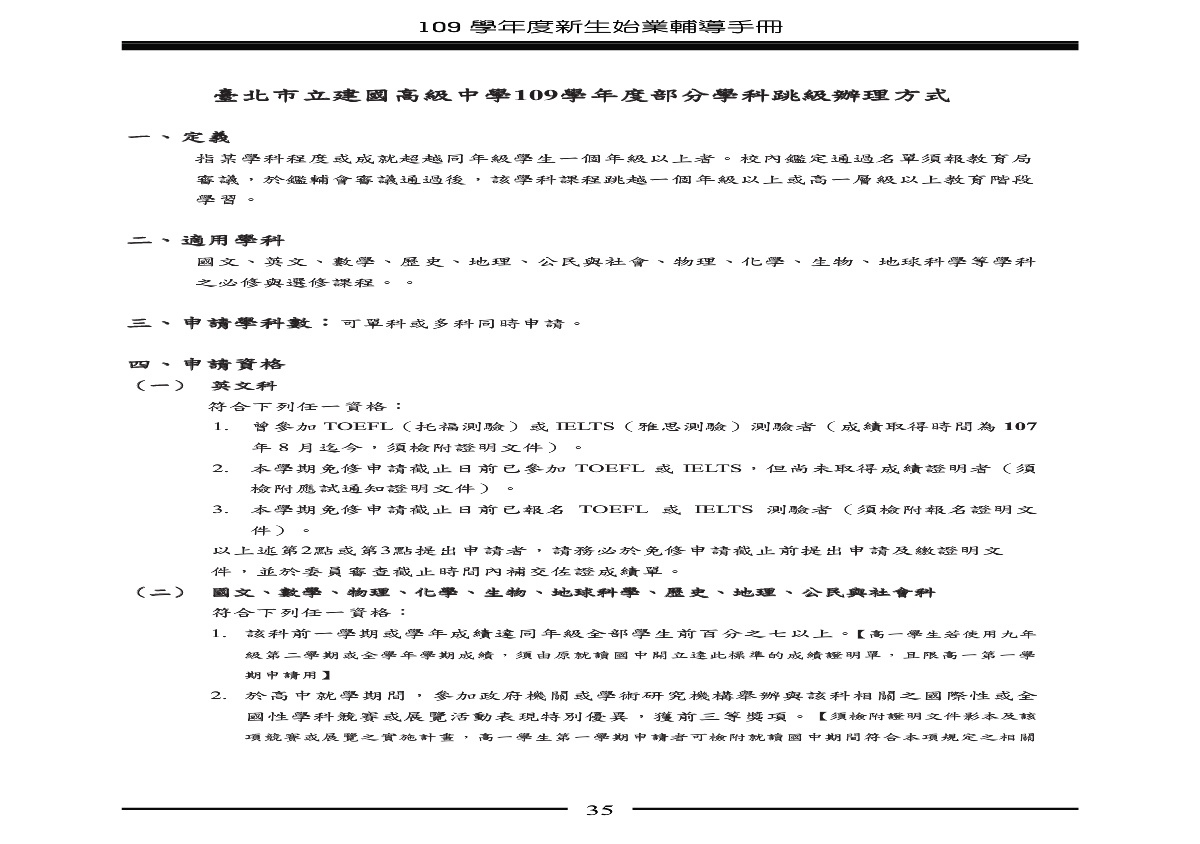 109 學年度新生始業輔導手冊
臺北市立建國高級中學109學年度部分學科跳級辦理方式
一、定義
指某學科程度或成就超越同年級學生一個年級以上者。校內鑑定通過名單須報教育局
審議，於鑑輔會審議通過後，該學科課程跳越一個年級以上或高一層級以上教育階段
學習。
二、適用學科
國文、英文、數學、歷史、地理、公民與社會、物理、化學、生物、地球科學等學科
之必修與選修課程。。
三、申請學科數：可單科或多科同時申請。
四、申請資格
（一） 英文科
符合下列任一資格：
1. 曾參加 TOEFL（托福測驗）或 IELTS（雅思測驗）測驗者（成績取得時間為 107
年 8 月迄今，須檢附證明文件）。
2. 本學期免修申請截止日前已參加 TOEFL 或 IELTS，但尚未取得成績證明者（須
檢附應試通知證明文件）。
3. 本學期免修申請截止日前已報名 TOEFL 或 IELTS 測驗者（須檢附報名證明文
件）。
以上述第2點或第3點提出申請者，請務必於免修申請截止前提出申請及繳證明文
件，並於委員審查截止時間內補交佐證成績單。
（二） 國文、數學、物理、化學、生物、地球科學、歷史、地理、公民與社會科
符合下列任一資格：
1. 該科前一學期或學年成績達同年級全部學生前百分之七以上。【高一學生若使用九年
級第二學期或全學年學期成績，須由原就讀國中開立達此標準的成績證明單，且限高一第一學
期申請用】
2. 於高中就學期間，參加政府機關或學術研究機構舉辦與該科相關之國際性或全
國性學科競賽或展覽活動表現特別優異，獲前三等獎項。【須檢附證明文件影本及該
項競賽或展覽之實施計畫，高一學生第一學期申請者可檢附就讀國中期間符合本項規定之相關
35